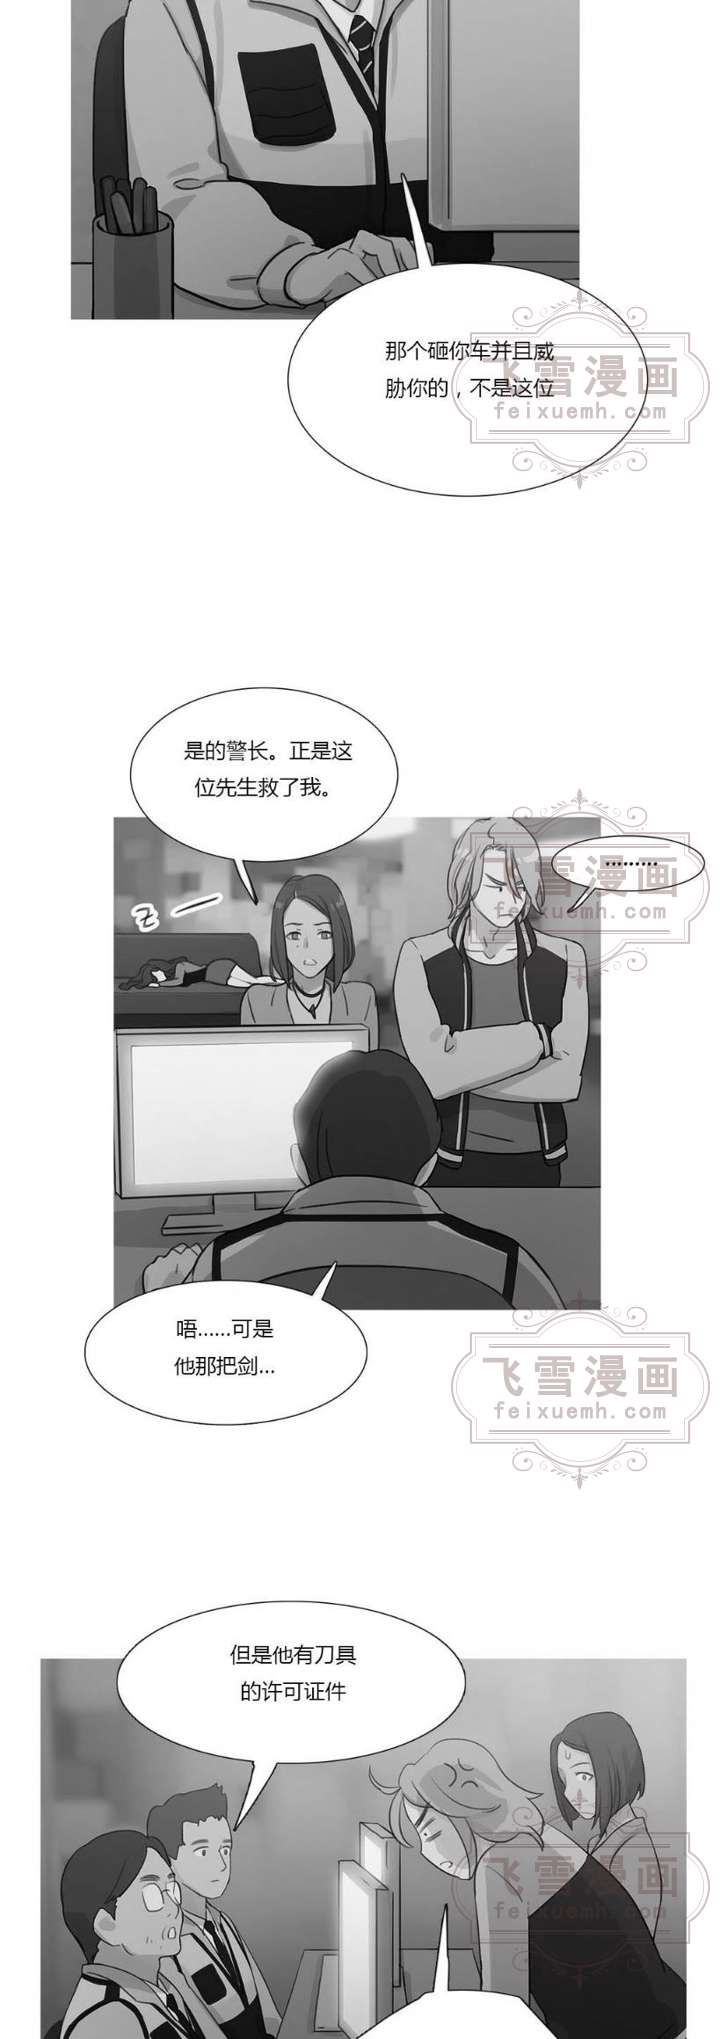 那个砸你车并且威
胁你的，不是这位
飞雪漫画
feixuemh.com
是的警长。正是这
位先生救了我。
………
飞雪漫画
feixuemh.com
z
唔……可是
他那把剑…
飞雪漫画
feixuemh.com
但是他有刀具
的许可证件
飞雪漫画
feixuemh.com